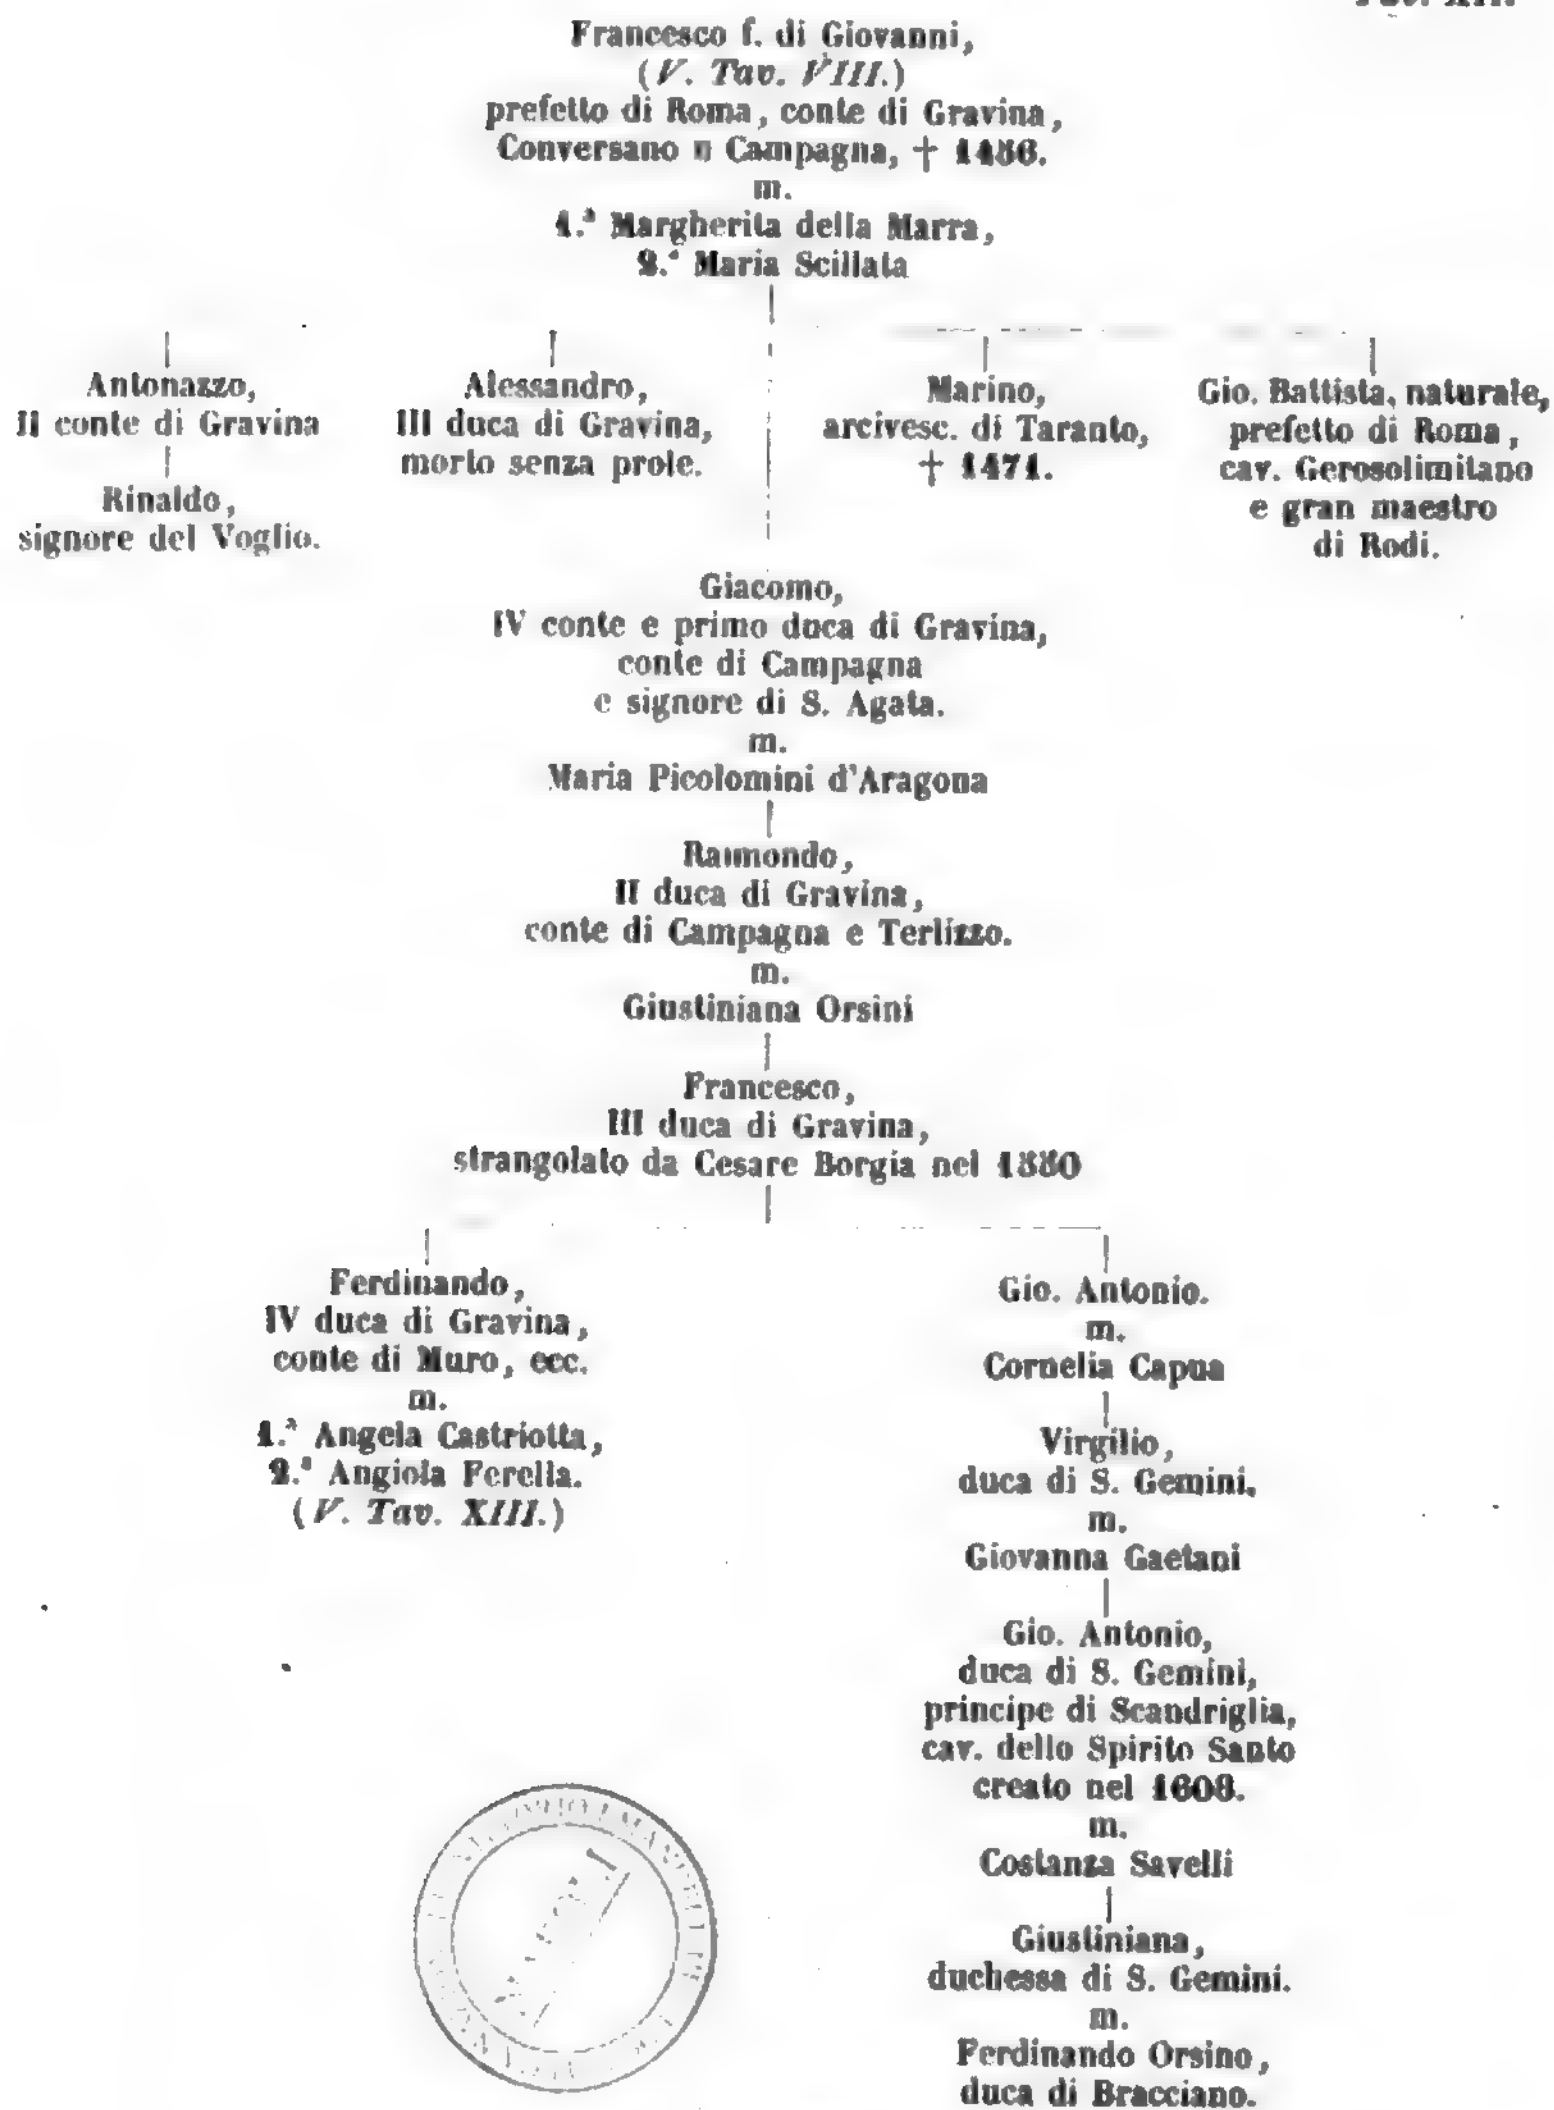 Francesco f. di Giovanni,
(V. Tav. VIII.)
prefetto di Roma, conte di Gravina,
Conversano e Campagna, † 1456.
m.
1.ª Margherita della Marra,
2.ª Maria Scillata
Antonazzo,
II conte di Gravina
Rinaldo,
signore del Voglio.
Alessandro,
III duca di Gravina,
morto senza prole.
Marino,
arcivesc. di Taranto,
† 1471.
Gio. Battista, naturale,
prefetto di Roma,
cav. Gerosolimitano
e gran maestro
di Rodi.
Giacomo,
IV conte e primo duca di Gravina,
conte di Campagna
e signore di S. Agata.
m.
Maria Picolomini d'Aragona
Raimondo,
II duca di Gravina,
conte di Campagna e Terlizzo.
m.
Giustiniana Orsini
Francesco,
III duca di Gravina,
strangolato da Cesare Borgia nel 1550
Ferdinando,
IV duca di Gravina,
conte di Muro, ecc.
m.
1.ª Angela Castriotta,
2.ª Angiola Ferella.
(V. Tav. XIII.)
Gio. Antonio.
m.
Cornelia Capua
Virgilio,
duca di S. Gemini,
m.
Giovanna Gaetani
Gio. Antonio,
duca di S. Gemini,
principe di Scandriglia,
cav. dello Spirito Santo
creato nel 1608.
m.
Costanza Savelli
Giustiniana,
duchessa di S. Gemini.
m.
Ferdinando Orsino,
duca di Bracciano.